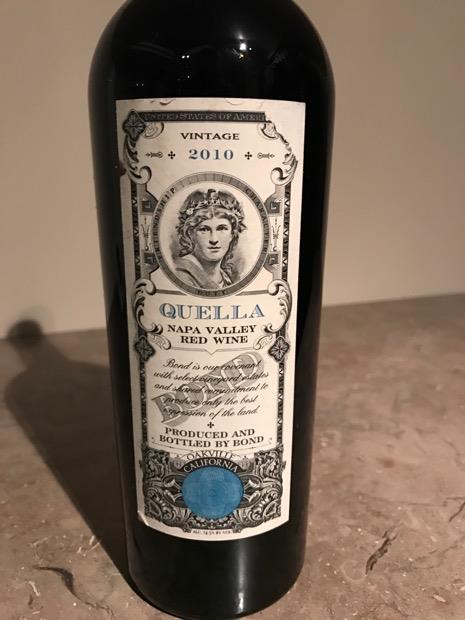 UNITED STATES OF AMERI
VINTAGE
2010
QUELLA
NAPA VALLEY
RED WINE
Bond is our covenant
with select vineyard estates
and shared commitment to
produce only the best
expression of the land.
PRODUCED AND
BOTTLED BY BOND
OAKVILLE
CALIFORNIA